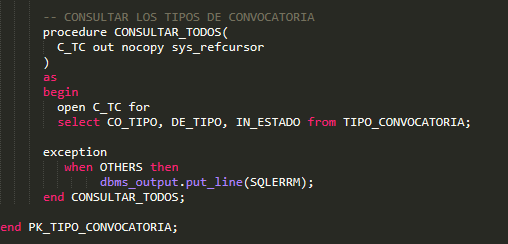 -- CONSULTAR LOS TIPOS DE CONVOCATORIA
procedure CONSULTAR_TODOS(
C_TC out nocopy sys_refcursor
)
as
begin
open C_TC for
select CO_TIPO, DE_TIPO, IN_ESTADO from TIPO_CONVOCATORIA;
exception
when OTHERS then
dbms_output.put_line(SQLERRM);
end CONSULTAR_TODOS;
end PK_TIPO_CONVOCATORIA;